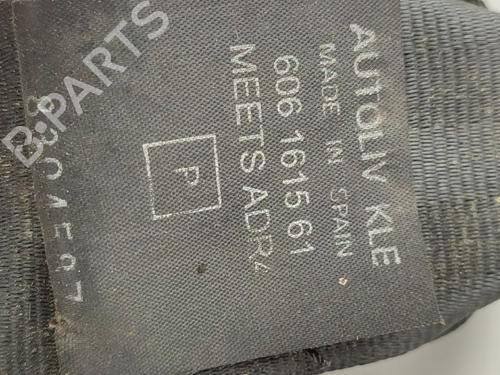 AUTOLIV KLE
MADE IN SPAIN
606 1615 61
MEETS ADR4
P
B-PARTS